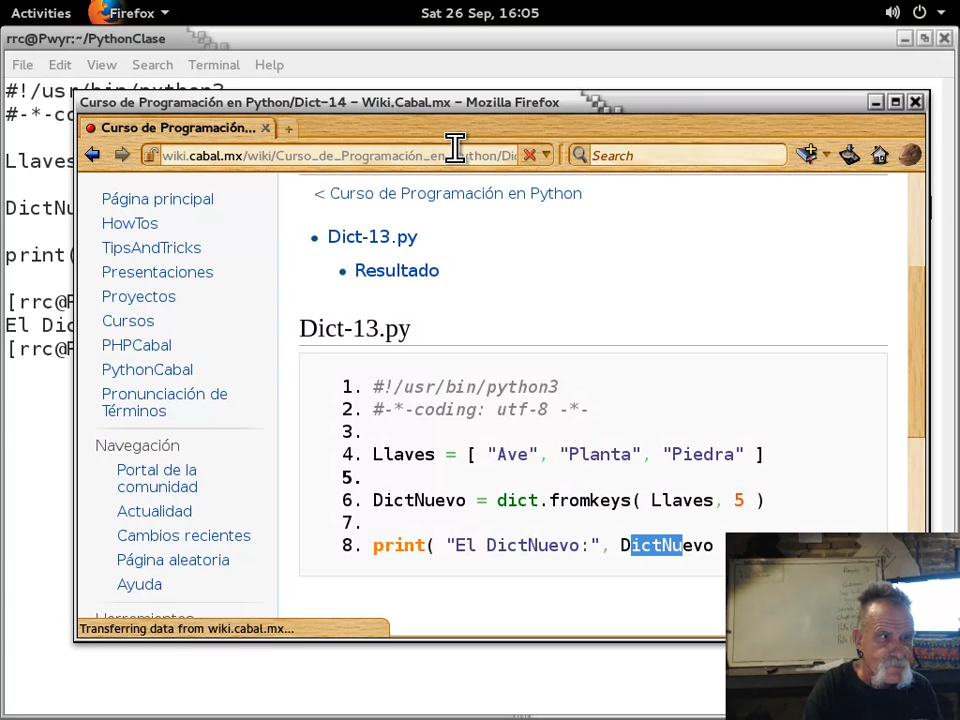 Activities Firefox Sat 26 Sep, 16:05
rrc@Pwyr:~/PythonClase
File Edit View Search Terminal Help
#!/usr/bin/python3
#-*-co
Llaves
DictNu
print(
[rrc@P
El Dic
[rrc@P
Curso de Programación en Python/Dict-14 - Wiki.Cabal.mx - Mozilla Firefox
Curso de Programación...
wiki.cabal.mx/wiki/Curso_de_Programación_en_Python/Dic
Search
Página principal
HowTos
TipsAndTricks
Presentaciones
Proyectos
Cursos
PHPCabal
PythonCabal
Pronunciación de
Términos
Navegación
Portal de la
comunidad
Actualidad
Cambios recientes
Página aleatoria
Ayuda
Herramientas
< Curso de Programación en Python
Dict-13.py
Resultado
Dict-13.py
1. #!/usr/bin/python3
2. #-*-coding: utf-8 -*-
3.
4. Llaves = [ "Ave", "Planta", "Piedra" ]
5.
6. DictNuevo = dict.fromkeys( Llaves, 5 )
7.
8. print( "El DictNuevo:", DictNuevo
Transferring data from wiki.cabal.mx...